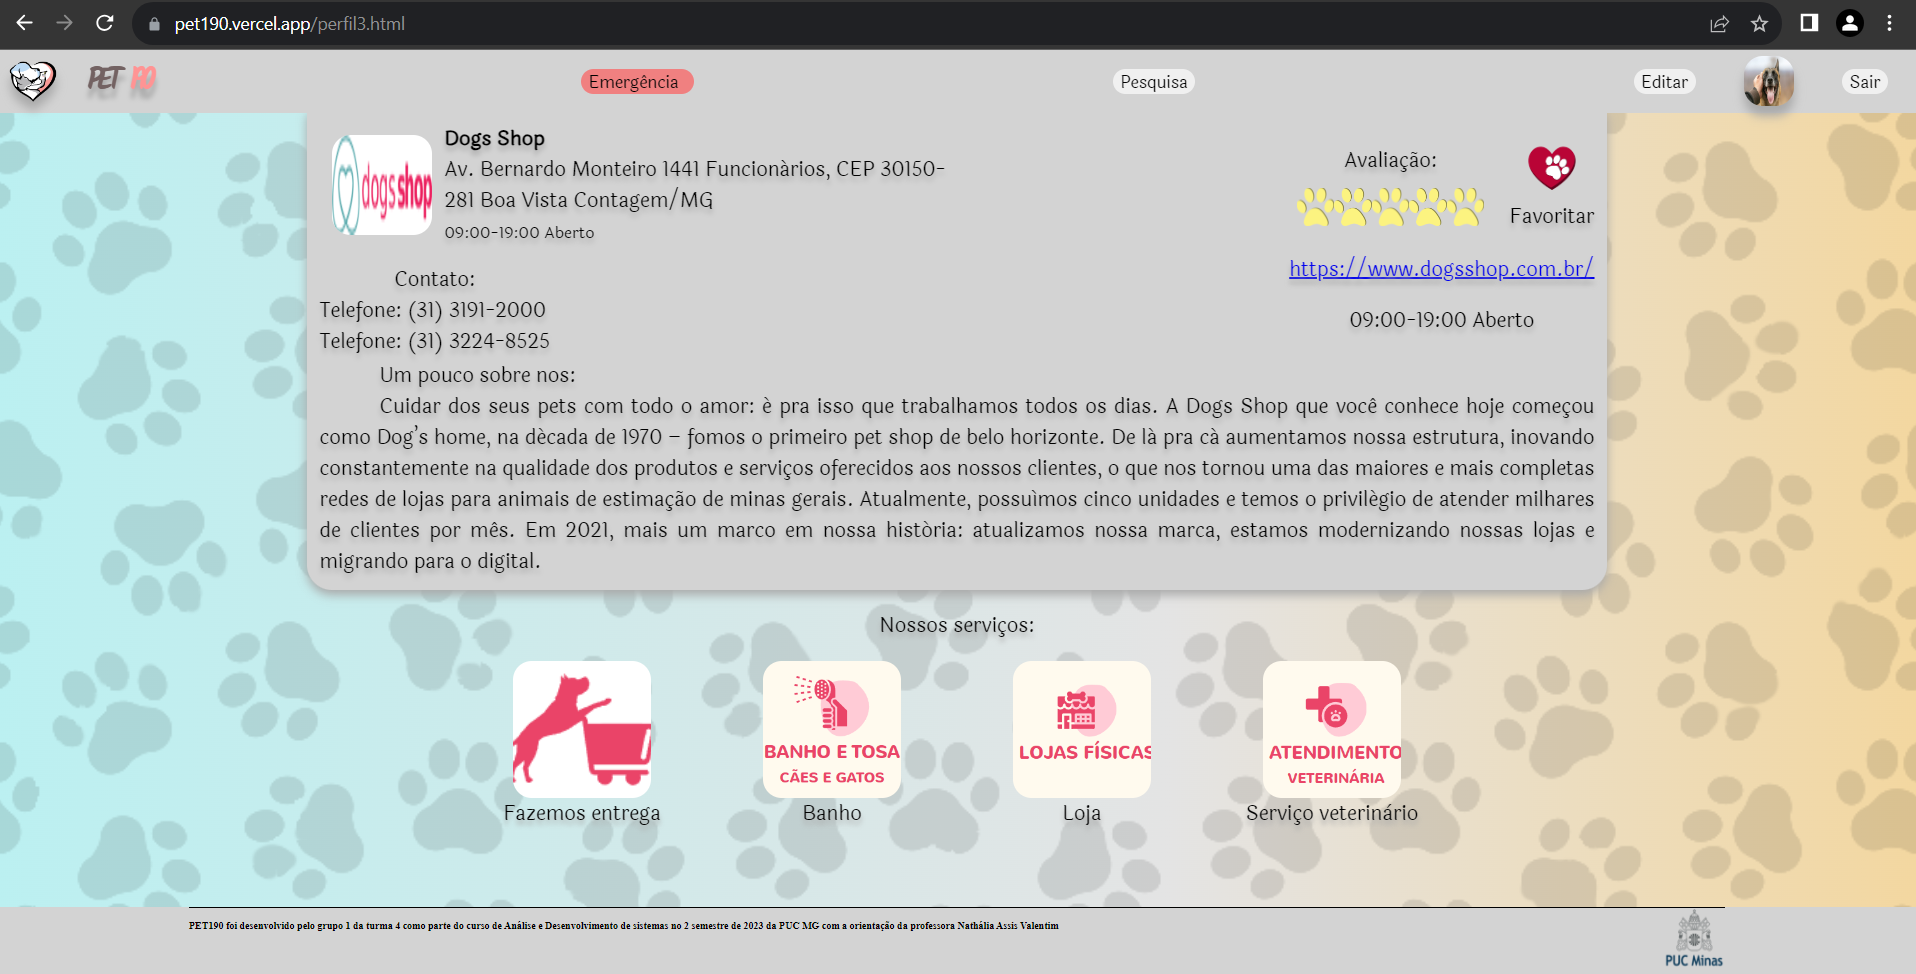 pet190.vercel.app/perfil3.html
PET 190
Emergência
Pesquisa
Editar
Sair
dogsshop
Dogs Shop
Av. Bernardo Monteiro 1441 Funcionàrios, CEP 30150-
281 Boa Vista Contagem/MG
09:00-19:00 Aberto
Avaliação:
Favoritar
https://www.dogsshop.com.br/
09:00-19:00 Aberto
Contato:
Telefone: (31) 3191-2000
Telefone: (31) 3224-8525
Um pouco sobre nos:
Cuidar dos seus pets com todo o amor: è pra isso que trabalhamos todos os dias. A Dogs Shop que você conhece hoje começou
como Dog's home, na dècada de 1970 – fomos o primeiro pet shop de belo horizonte. De là pra cà aumentamos nossa estrutura, inovando
constantemente na qualidade dos produtos e serviços oferecidos aos nossos clientes, o que nos tornou uma das maiores e mais completas
redes de lojas para animais de estimação de minas gerais. Atualmente, possuìmos cinco unidades e temos o privilègio de atender milhares
de clientes por mês. Em 2021, mais um marco em nossa història: atualizamos nossa marca, estamos modernizando nossas lojas e
migrando para o digital.
Nossos serviços:
BANHO E TOSA
CÃES E GATOS
LOJAS FÍSICAS
ATENDIMENTO
VETERINÁRIA
Fazemos entrega
Banho
Loja
Serviço veterinário
PET190 foi desenvolvido pelo grupo 1 da turma 4 como parte do curso de Análise e Desenvolvimento de sistemas no 2 semestre de 2023 da PUC MG com a orientação da professora Nathália Assis Valentim
PUC Minas